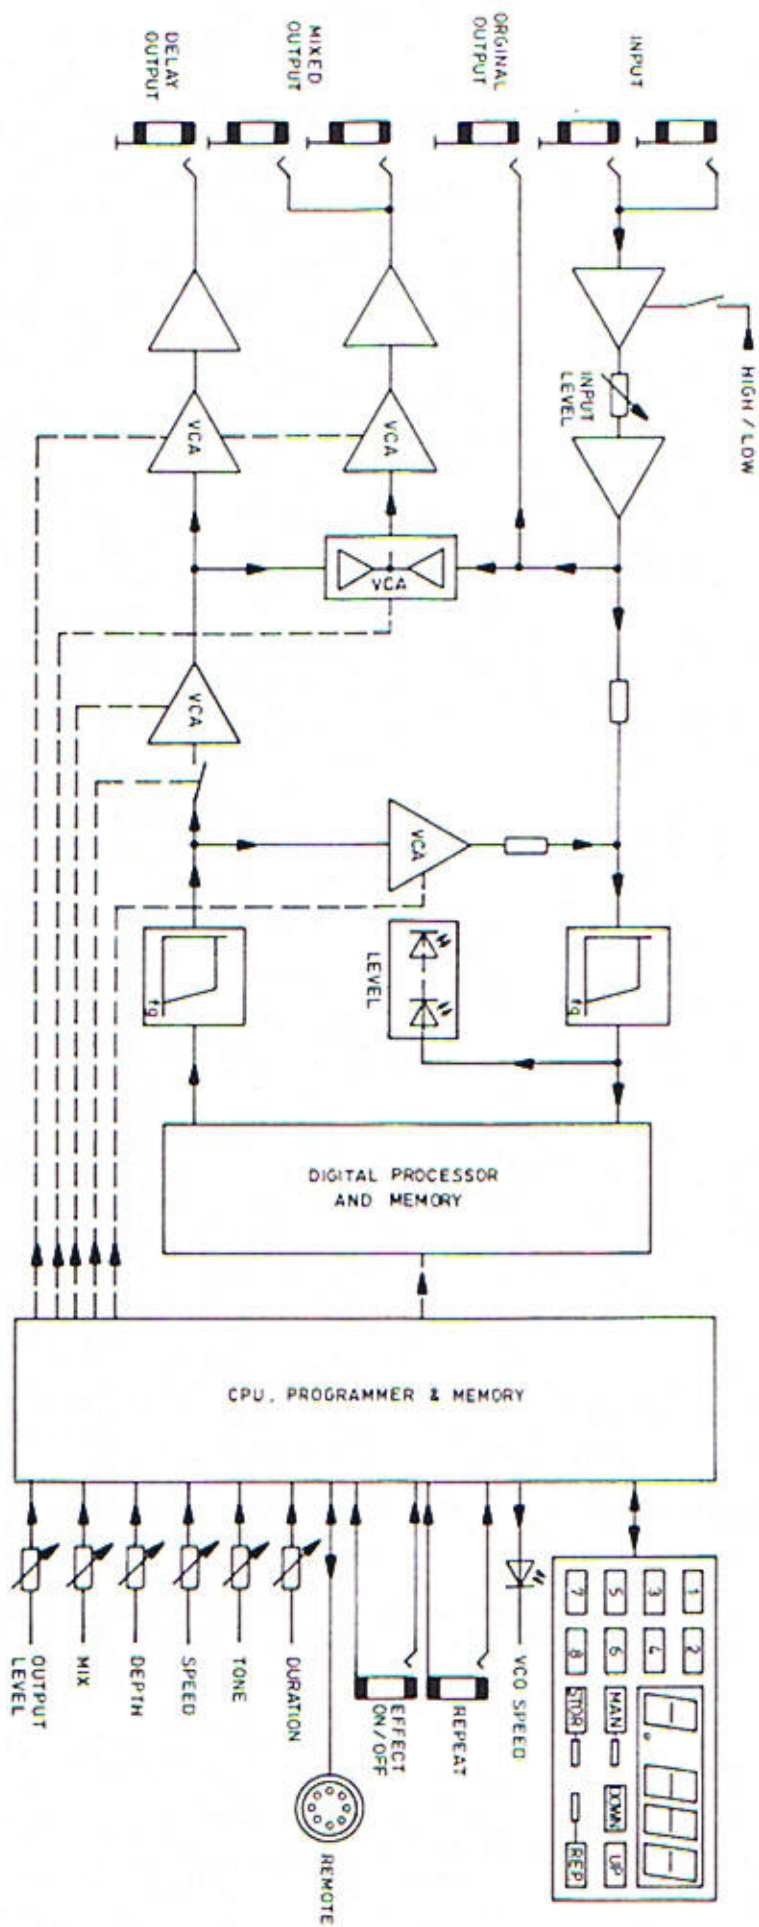 INPUT
ORGINAL
OUTPUT
MIXED
OUTPUT
DELAY
OUTPUT
HIGH / LOW
INPUT
LEVEL
VCA
VCA
VCA
VCA
VCA
LEVEL
fg
fg
DIGITAL PROCESSOR
AND MEMORY
CPU, PROGRAMMER & MEMORY
1 2
3 4
5 6
7 8
MAN DOWN UP
STOR REP
VCO SPEED
REPEAT
EFFECT
ON/OFF
REMOTE
DURATION
TONE
SPEED
DEPTH
MIX
OUTPUT
LEVEL